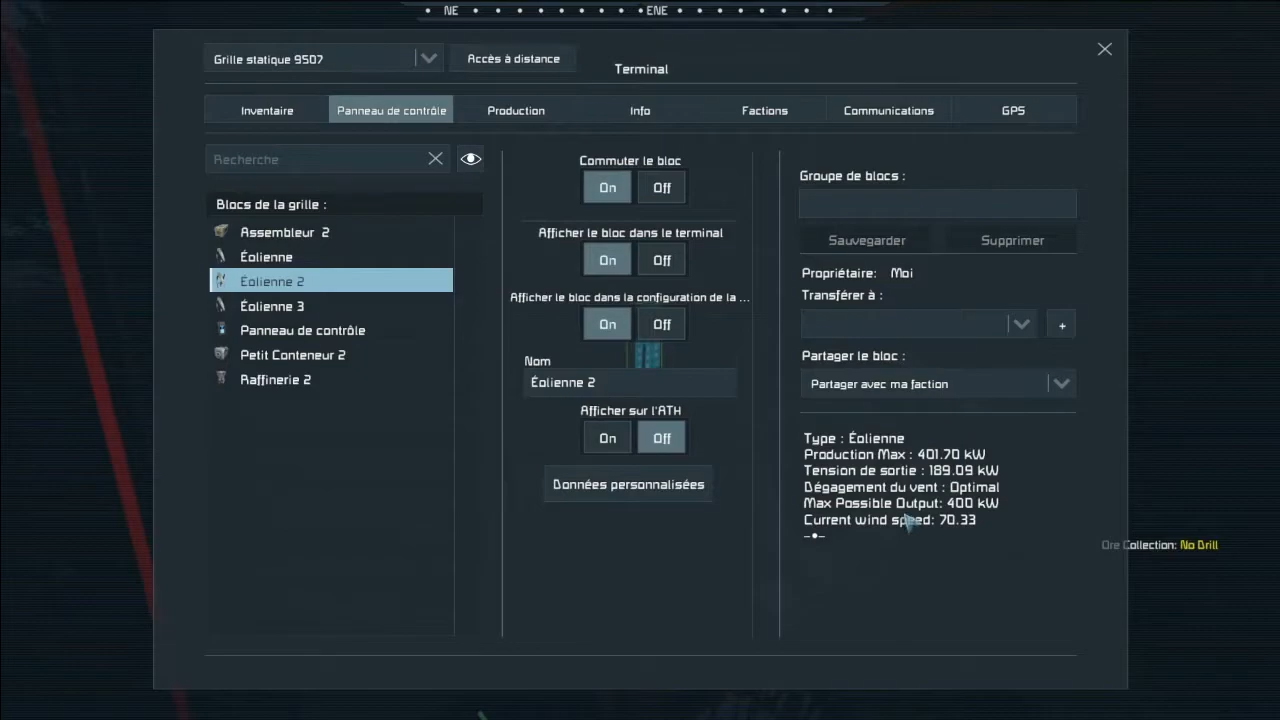 NE
ENE
Grille statique 9507
Accès à distance
Terminal
Inventaire
Panneau de contrôle
Production
Info
Factions
Communications
GPS
Recherche
Blocs de la grille :
Assembleur 2
Éolienne
Éolienne 2
Éolienne 3
Panneau de contrôle
Petit Conteneur 2
Raffinerie 2
Commuter le bloc
On Off
Afficher le bloc dans le terminal
On Off
Afficher le bloc dans la configuration de la ...
On Off
Nom
Éolienne 2
Afficher sur l'ATH
On Off
Données personnalisées
Groupe de blocs :
Sauvegarder
Supprimer
Propriétaire: Moi
Transférer à :
+
Partager le bloc :
Partager avec ma faction
Type : Éolienne
Production Max : 401.70 kW
Tension de sortie : 189.09 kW
Dégagement du vent : Optimal
Max Possible Output: 400 kW
Current wind speed: 70.33
-•-
Ore Collection: No Drill